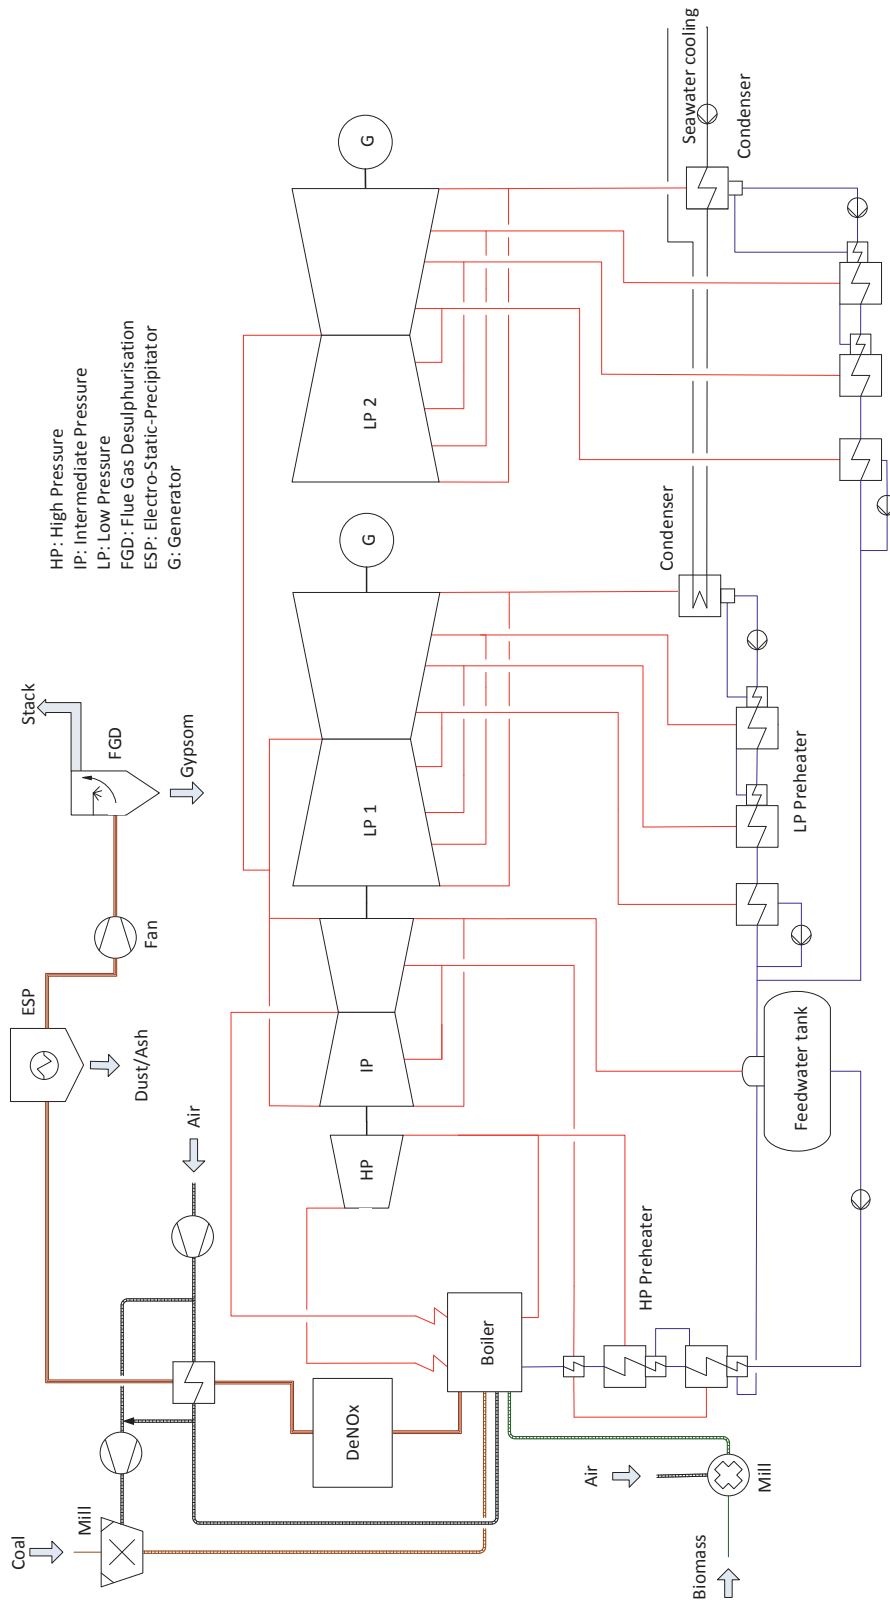 Coal
Mill
Air
ESP
Dust/Ash
Fan
Stack
FGD
Gypsom
HP: High Pressure
IP: Intermediate Pressure
LP: Low Pressure
FGD: Flue Gas Desulphurisation
ESP: Electro-Static-Precipitator
G: Generator
DeNOx
Boiler
HP
IP
LP 1
G
LP 2
G
Air
Biomass
Mill
HP Preheater
Feedwater tank
LP Preheater
Condenser
Seawater cooling
Condenser